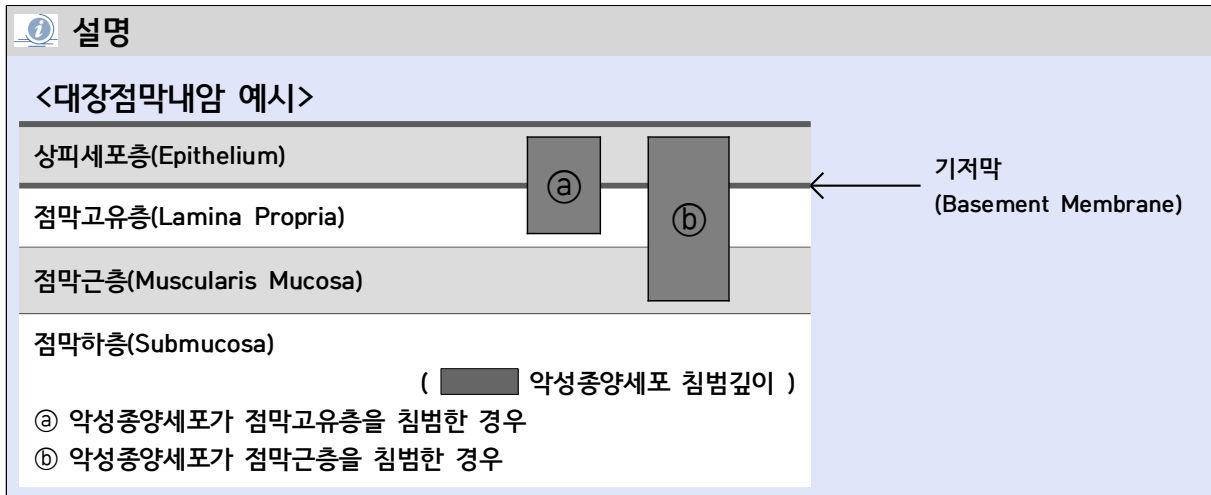 설명
<대장점막내암 예시>
상피세포층(Epithelium)
점막고유층(Lamina Propria)
점막근층(Muscularis Mucosa)
점막하층(Submucosa)
ⓐ
ⓑ
기저막
(Basement Membrane)
( 악성종양세포 침범깊이 )
ⓐ 악성종양세포가 점막고유층을 침범한 경우
ⓑ 악성종양세포가 점막근층을 침범한 경우